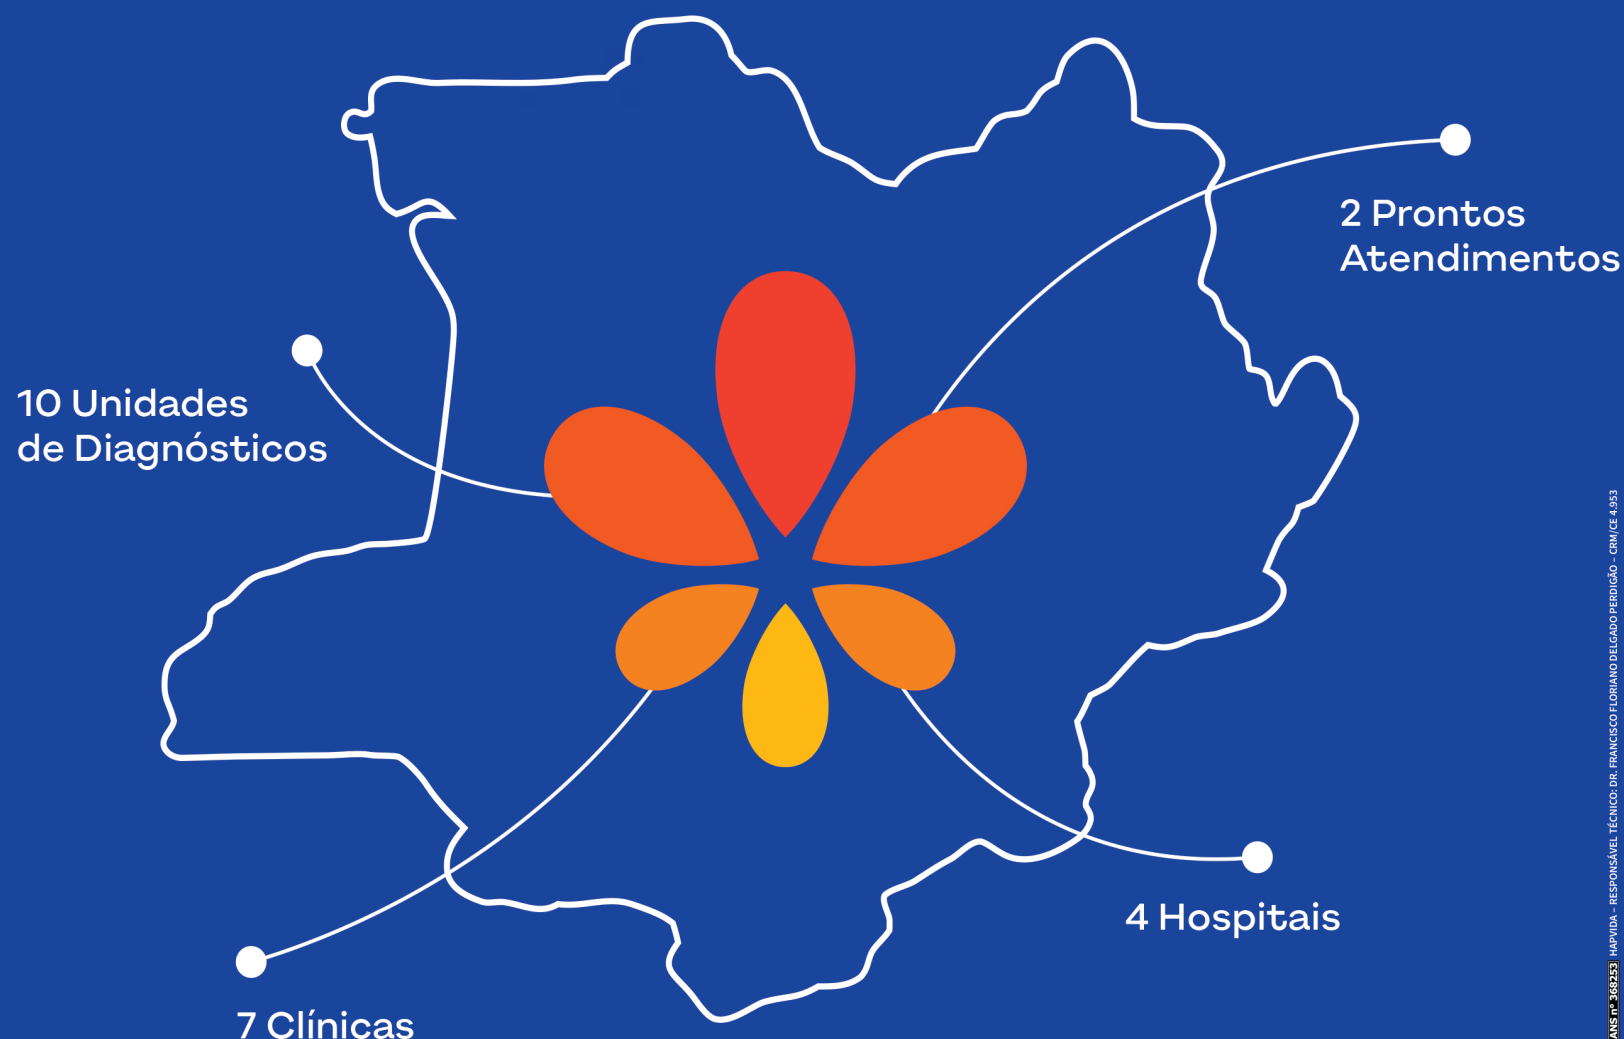 2 Prontos
Atendimentos
10 Unidades
de Diagnósticos
4 Hospitais
7 Clínicas
ANS nº 368253 HAPVIDA – RESPONSÁVEL TÉCNICO: DR. FRANCISCO FLORIANO DELGADO PERDIGÃO – CRM/CE 4.953